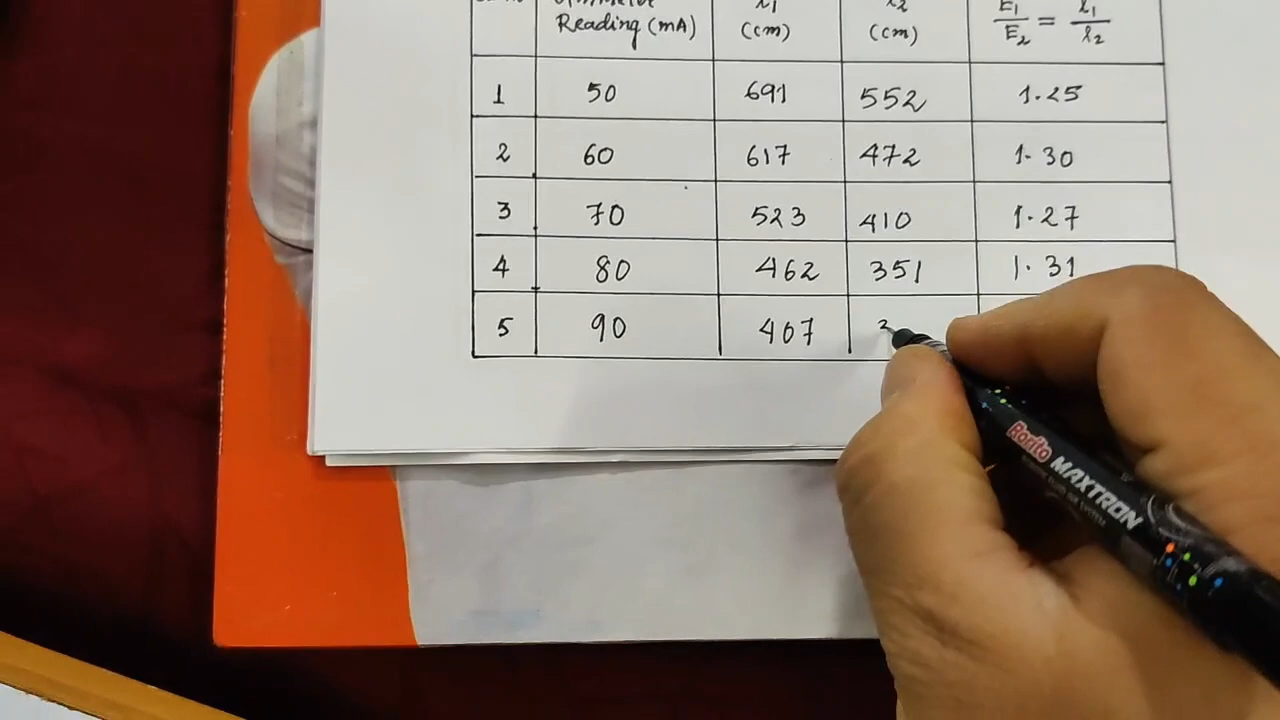 Reading (mA) (cm) (cm) E1/E2 = l1/l2
1 50 691 552 1.25
2 60 617 472 1.30
3 70 523 410 1.27
4 80 462 351 1.31
5 90 407
Rorito MAXTRON